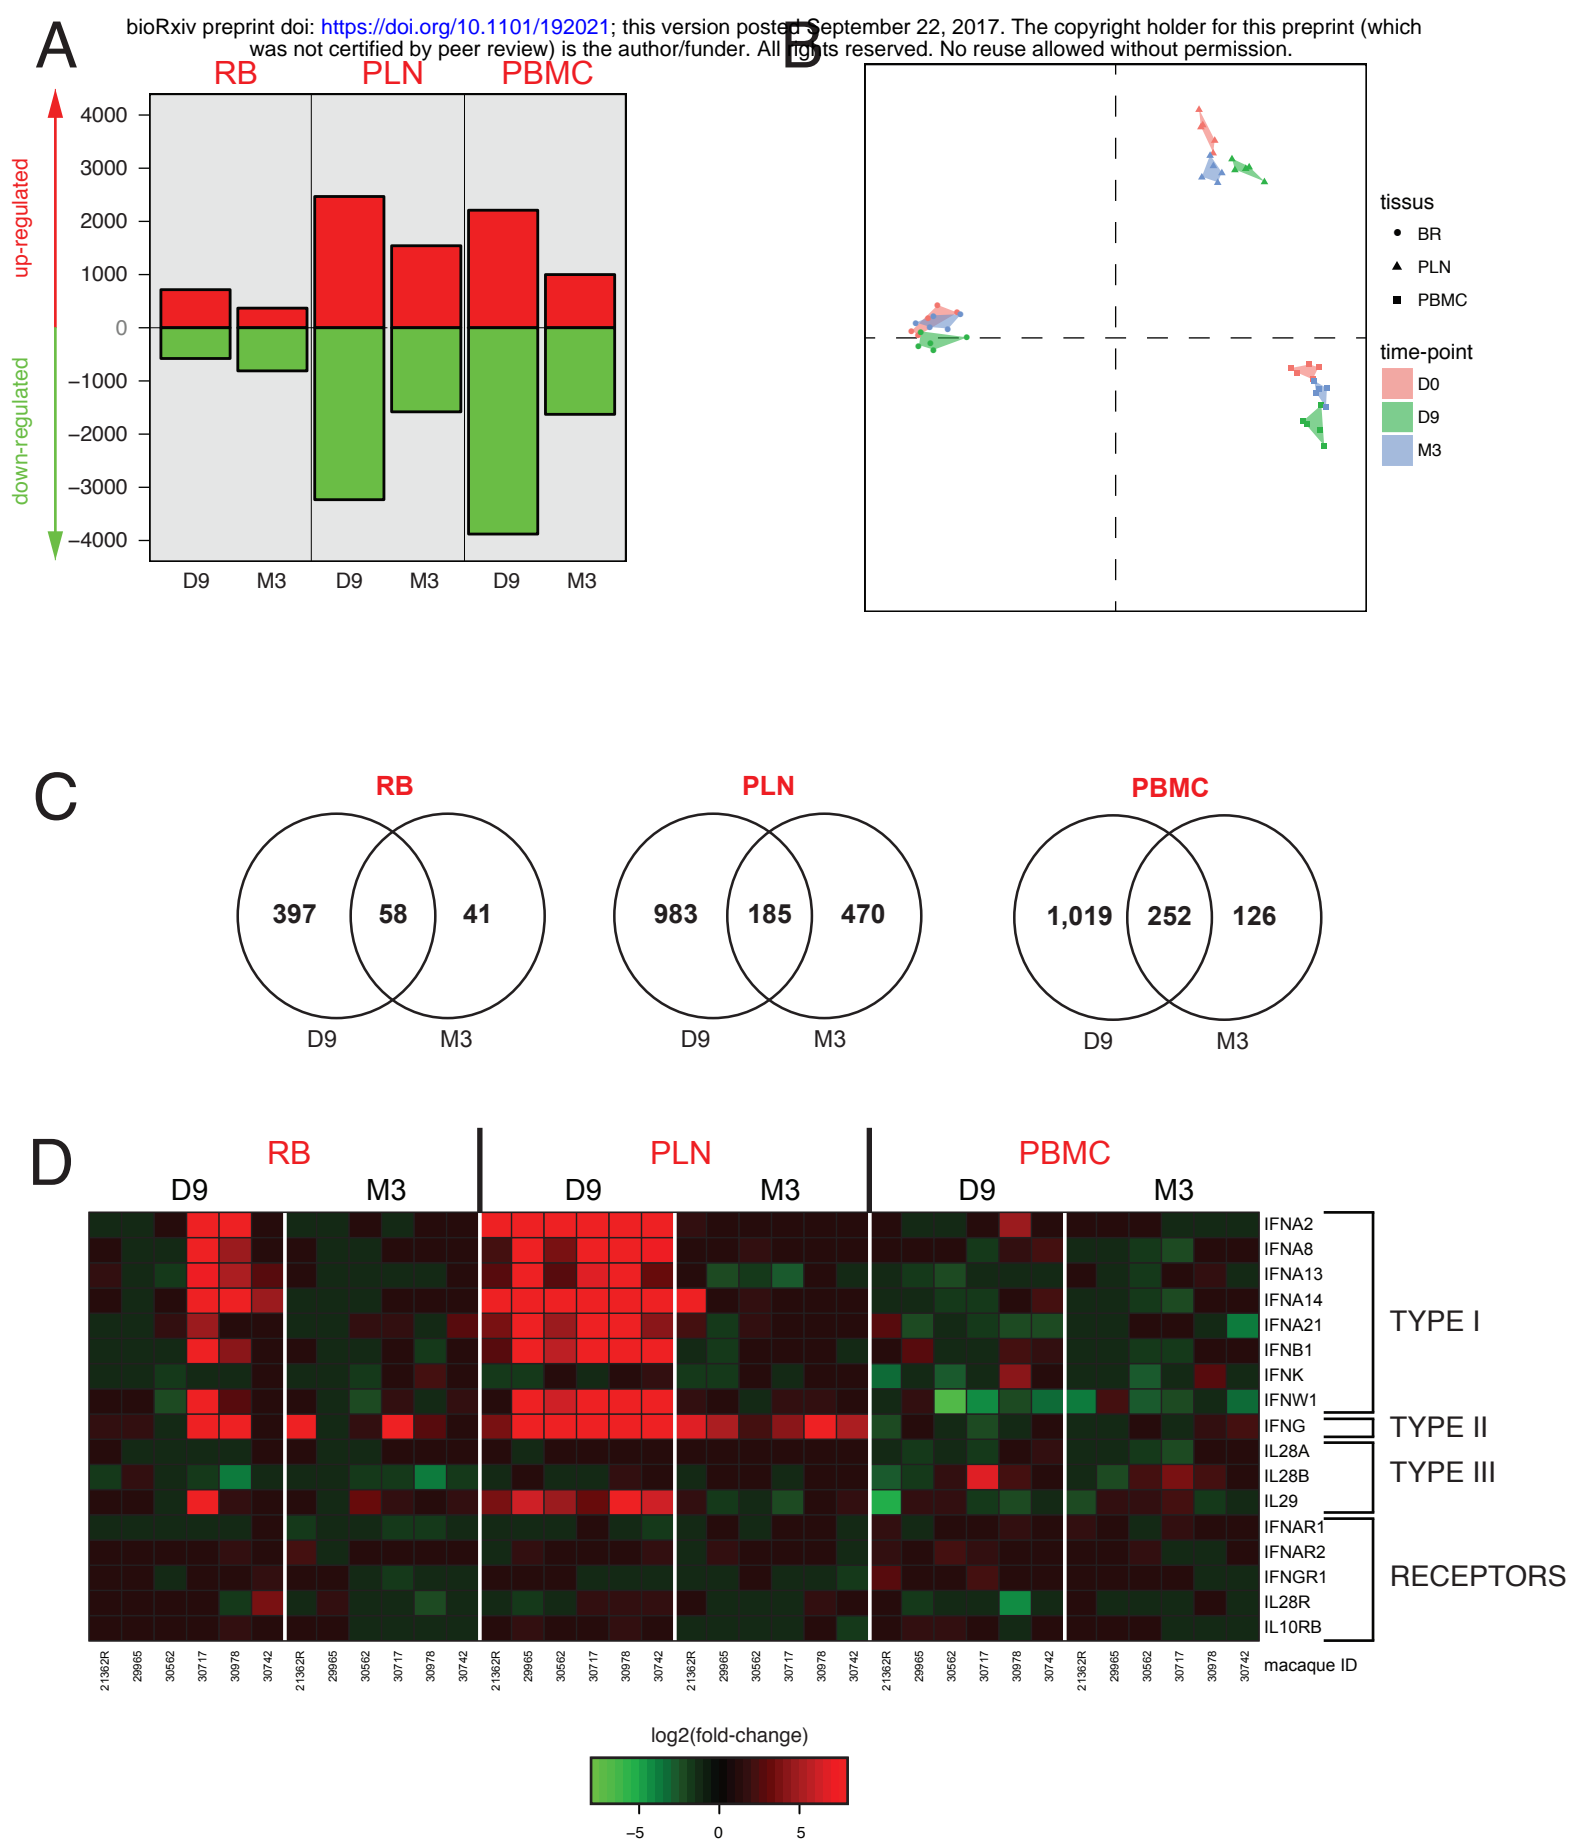 bioRxiv preprint doi: https://doi.org/10.1101/192021; this version posted September 22, 2017. The copyright holder for this preprint (which
was not certified by peer review) is the author/funder. All rights reserved. No reuse allowed without permission.
A
RB PLN PBMC
up-regulated
down-regulated
4000
3000
2000
1000
0
−1000
−2000
−3000
−4000
D9 M3 D9 M3 D9 M3
B
tissus
BR
PLN
PBMC
time-point
D0
D9
M3
C
RB PLN PBMC
397 58 41 983 185 470 1,019 252 126
D9 M3 D9 M3 D9 M3
D
RB PLN PBMC
D9 M3 D9 M3 D9 M3
IFNA2
IFNA8
IFNA13
IFNA14
IFNA21
IFNB1
IFNK
IFNW1
IFNG
IL28A
IL28B
IL29
IFNAR1
IFNAR2
IFNGR1
IL28R
IL10RB
TYPE I
TYPE II
TYPE III
RECEPTORS
21362R 29965 30562 30717 30978 30742 21362R 29965 30562 30717 30978 30742 21362R 29965 30562 30717 30978 30742 21362R 29965 30562 30717 30978 30742 21362R 29965 30562 30717 30978 30742 21362R 29965 30562 30717 30978 30742
macaque ID
log2(fold-change)
−5 0 5